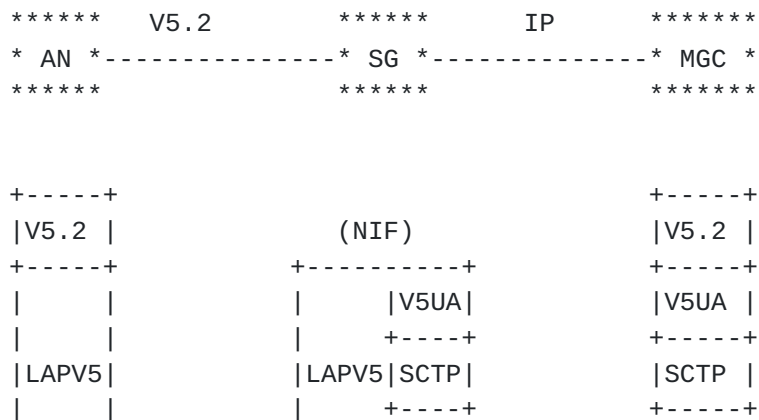 ******   V5.2        ******      IP      *******
* AN *---------------* SG *--------------* MGC *
******               ******              *******
+-----+                                  +-----+
|V5.2 |              (NIF)               |V5.2 |
+-----+           +----------+           +-----+
|     |           |     |V5UA|           |V5UA |
|     |           |     +----+           +-----+
|LAPV5|           |LAPV5|SCTP|           |SCTP |
|     |           |     +----+           +-----+